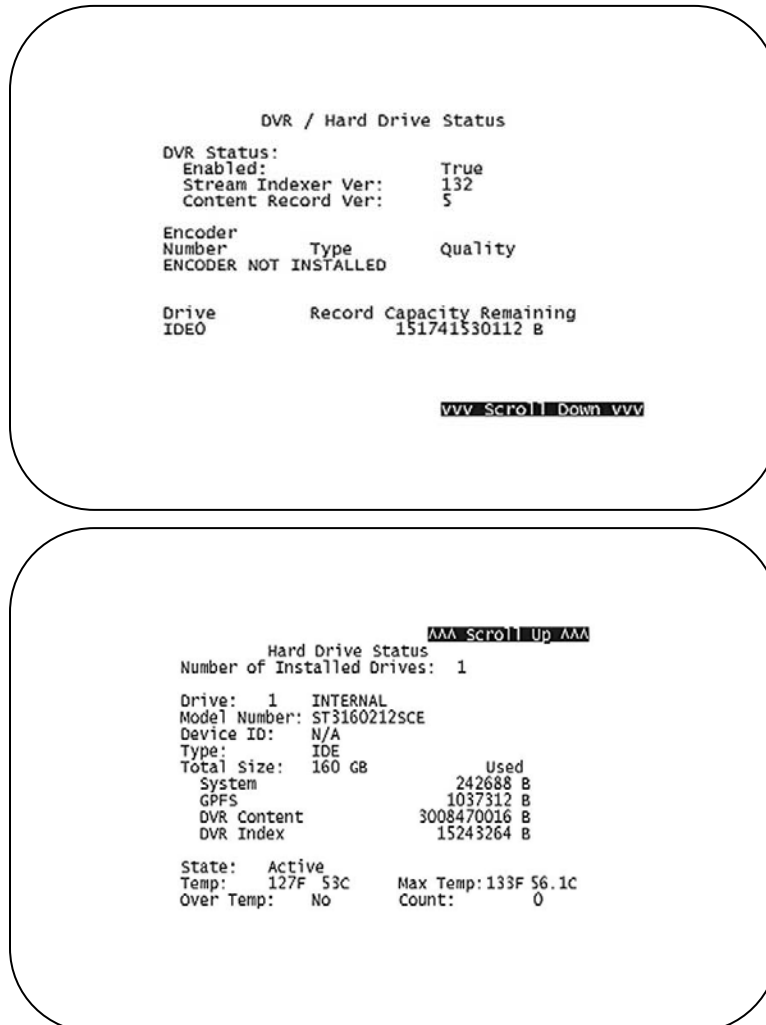 DVR / Hard Drive Status
DVR Status:
Enabled: True
Stream Indexer Ver: 132
Content Record Ver: 5
Encoder
Number Type Quality
ENCODER NOT INSTALLED
Drive Record Capacity Remaining
IDE0 151741530112 B
vvv Scroll Down vvv
ΛΛΛ Scroll Up ΛΛΛ
Hard Drive Status
Number of Installed Drives: 1
Drive: 1 INTERNAL
Model Number: ST3160212SCE
Device ID: N/A
Type: IDE
Total Size: 160 GB Used
System 242688 B
GPFS 1037312 B
DVR Content 3008470016 B
DVR Index 15243264 B
State: Active
Temp: 127F 53C Max Temp: 133F 56.1C
Over Temp: No Count: 0